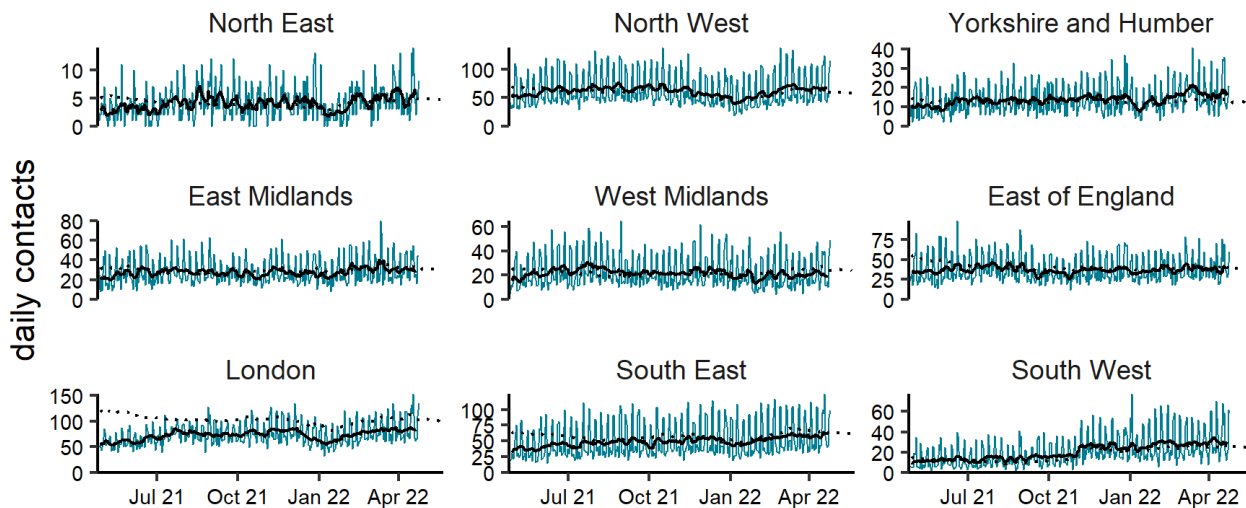 North East
North West
Yorkshire and Humber
10
5
0
100
50
0
40
30
20
10
0
daily contacts
East Midlands
West Midlands
East of England
80
60
40
20
0
60
40
20
0
75
50
25
0
London
South East
South West
150
100
50
0
100
75
50
25
0
60
40
20
0
Jul 21 Oct 21 Jan 22 Apr 22
Jul 21 Oct 21 Jan 22 Apr 22
Jul 21 Oct 21 Jan 22 Apr 22